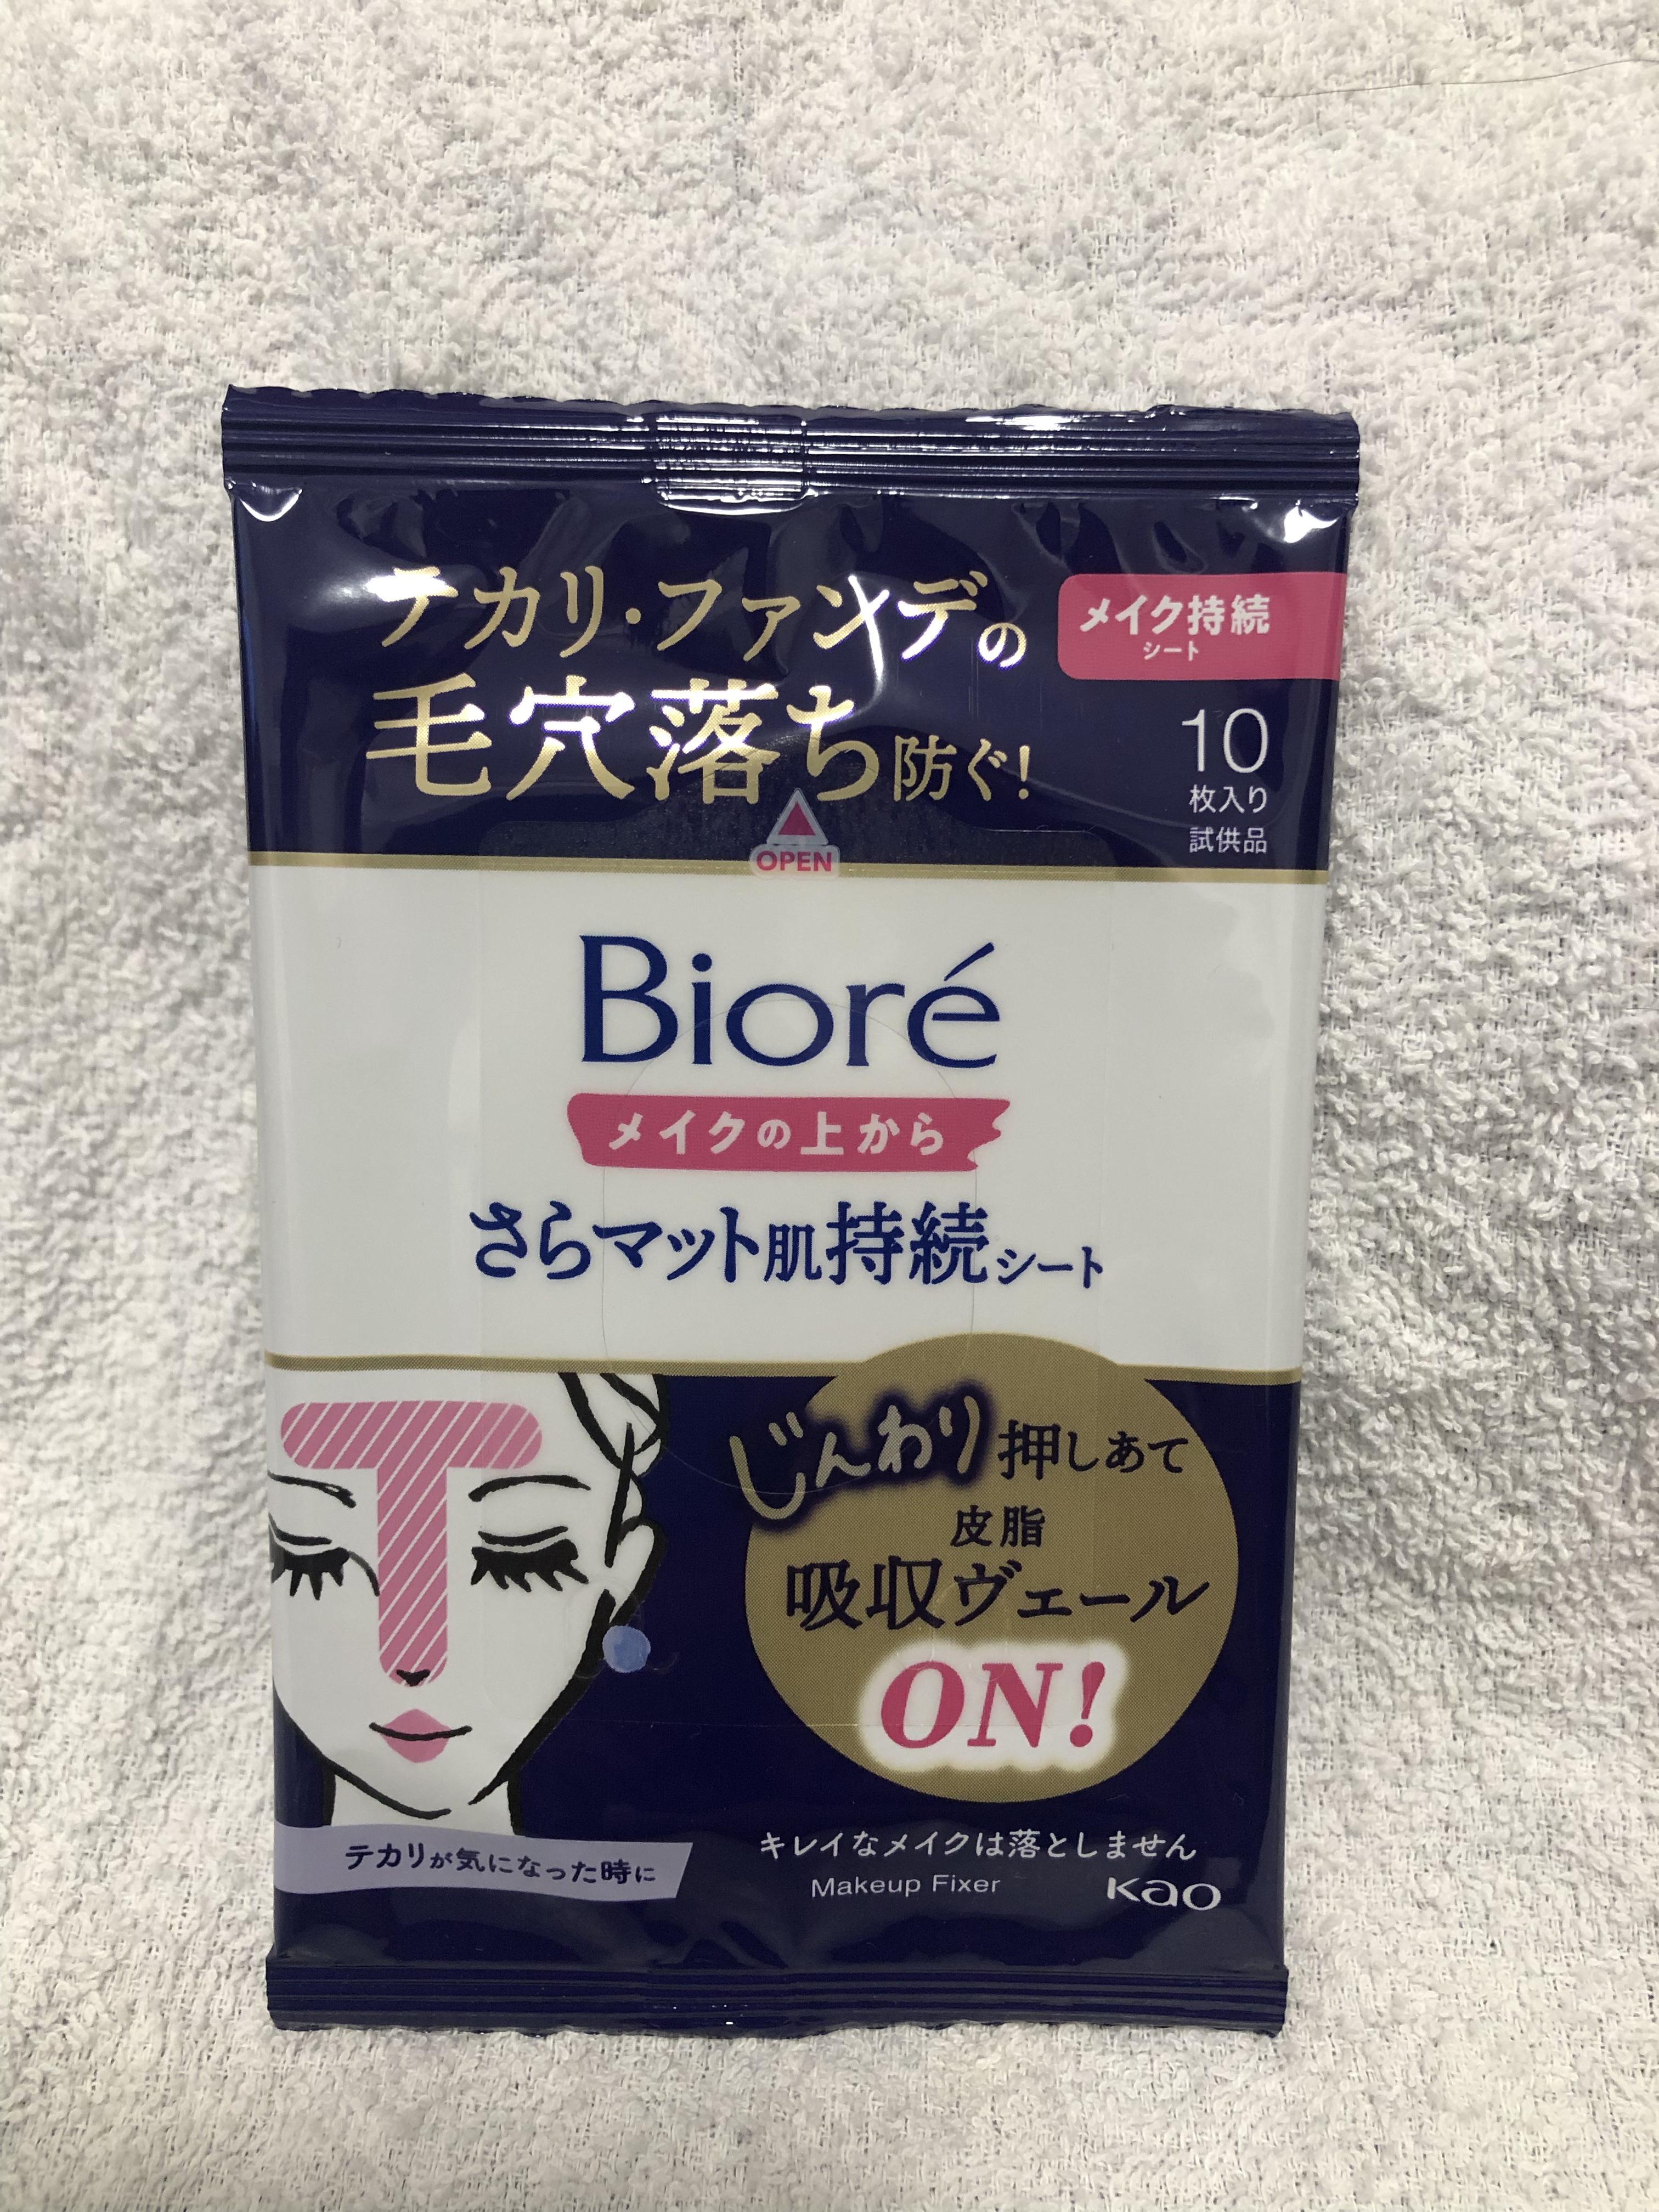 テカリ・ファンデの
毛穴落ち防ぐ!
メイク持続
シート
10
枚入り
試供品
OPEN
Bioré
メイクの上から
さらマット肌持続シート
じんわり押しあて
皮脂
吸収ヴェール
ON!
テカリが気になった時に
キレイなメイクは落としません
Makeup Fixer
Kao